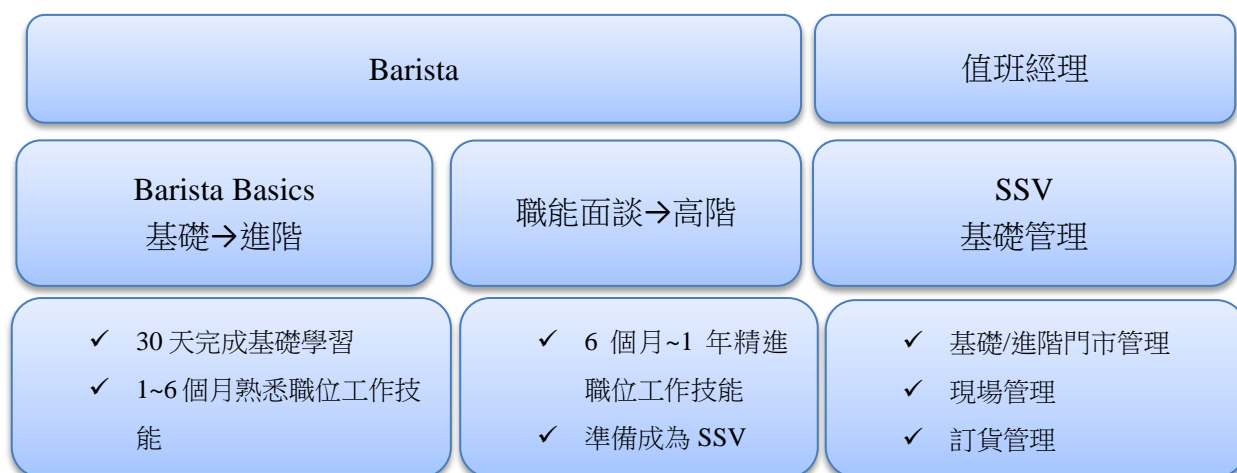 Barista
值班經理
Barista Basics
基礎→進階
職能面談→高階
SSV
基礎管理
✓ 30 天完成基礎學習
✓ 1~6 個月熟悉職位工作技
能
✓ 6 個月~1 年精進
職位工作技能
✓ 準備成為 SSV
✓ 基礎/進階門市管理
✓ 現場管理
✓ 訂貨管理